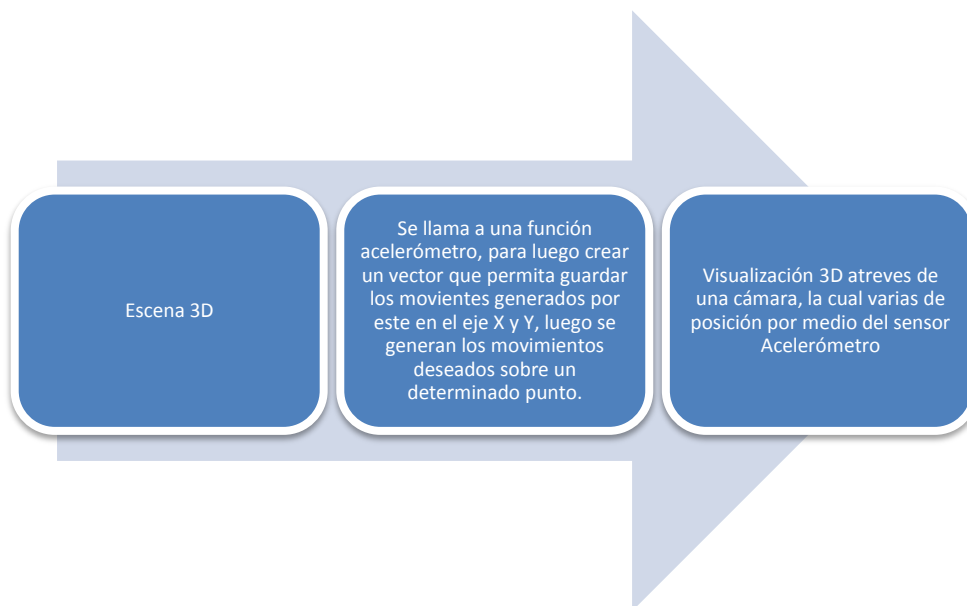 Escena 3D
Se llama a una función
acelerómetro, para luego crear
un vector que permita guardar
los movientes generados por
este en el eje X y Y, luego se
generan los movimientos
deseados sobre un
determinado punto.
Visualización 3D atreves de
una cámara, la cual varias de
posición por medio del sensor
Acelerómetro